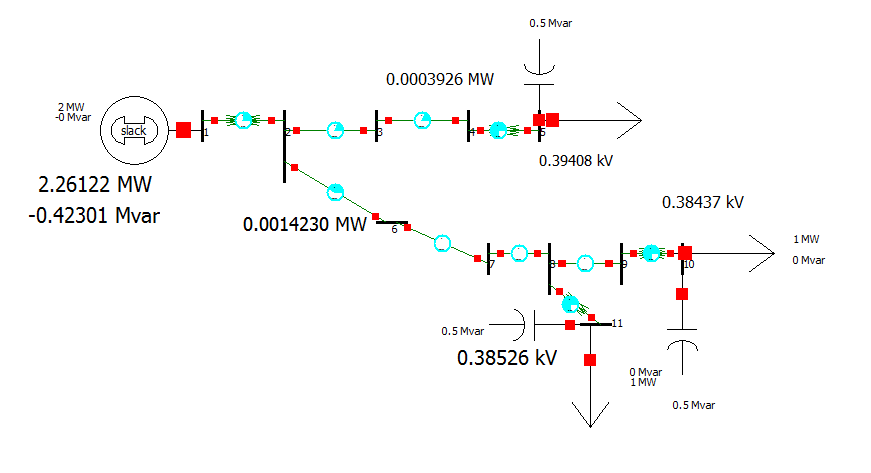 0.5 Mvar
0.0003926 MW
2 MW
-0 Mvar
slack
1
2
3
4
5
0.39408 kV
2.26122 MW
-0.42301 Mvar
0.38437 kV
0.0014230 MW
6
1 MW
0 Mvar
7
8
9
10
0.5 Mvar
11
0.38526 kV
0 Mvar
1 MW
0.5 Mvar